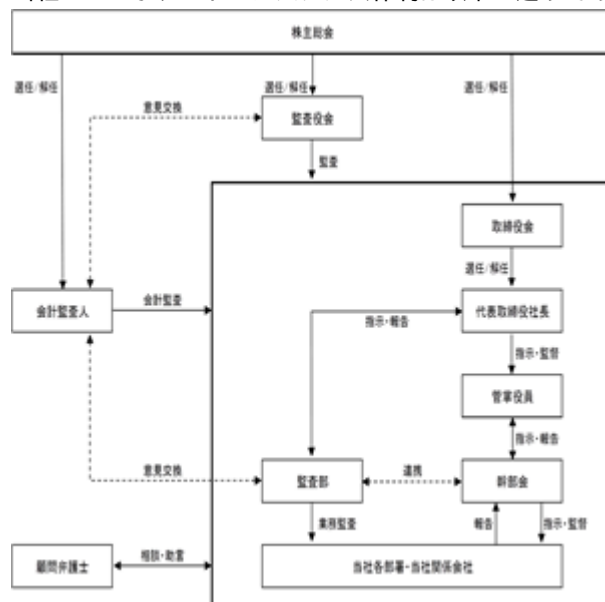 株主総会
選任/解任
選任/解任
選任/解任
意見交換
監査役会
監査
取締役会
選任/解任
会計監査人
会計監査
代表取締役社長
指示・報告
指示・監督
管掌役員
指示・報告
意見交換
監査部
連携
幹部会
業務監査
報告
指示・監督
顧問弁護士
相談・助言
当社各部署・当社関係会社